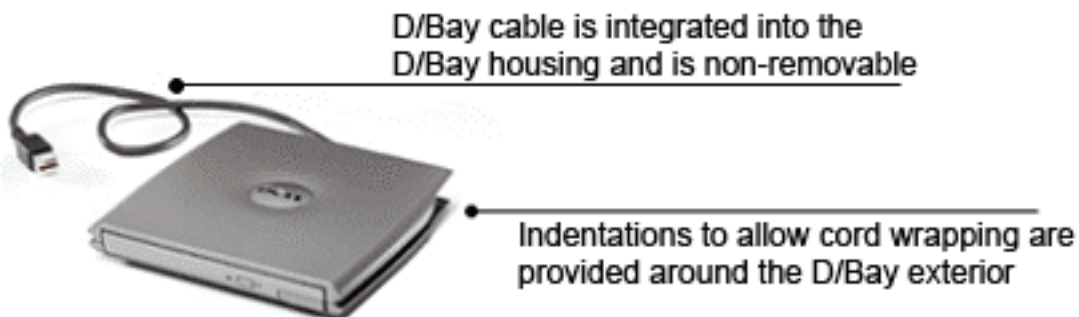 D/Bay cable is integrated into the
D/Bay housing and is non-removable
DELL
Indentations to allow cord wrapping are
provided around the D/Bay exterior